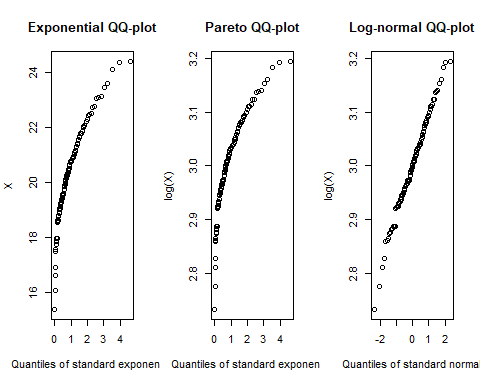 Exponential QQ-plot
Pareto QQ-plot
Log-normal QQ-plot
X
16 18 20 22 24
0 1 2 3 4
Quantiles of standard exponen
log(X)
2.8 2.9 3.0 3.1 3.2
0 1 2 3 4
Quantiles of standard exponen
log(X)
2.8 2.9 3.0 3.1 3.2
-2 0 1 2
Quantiles of standard normal